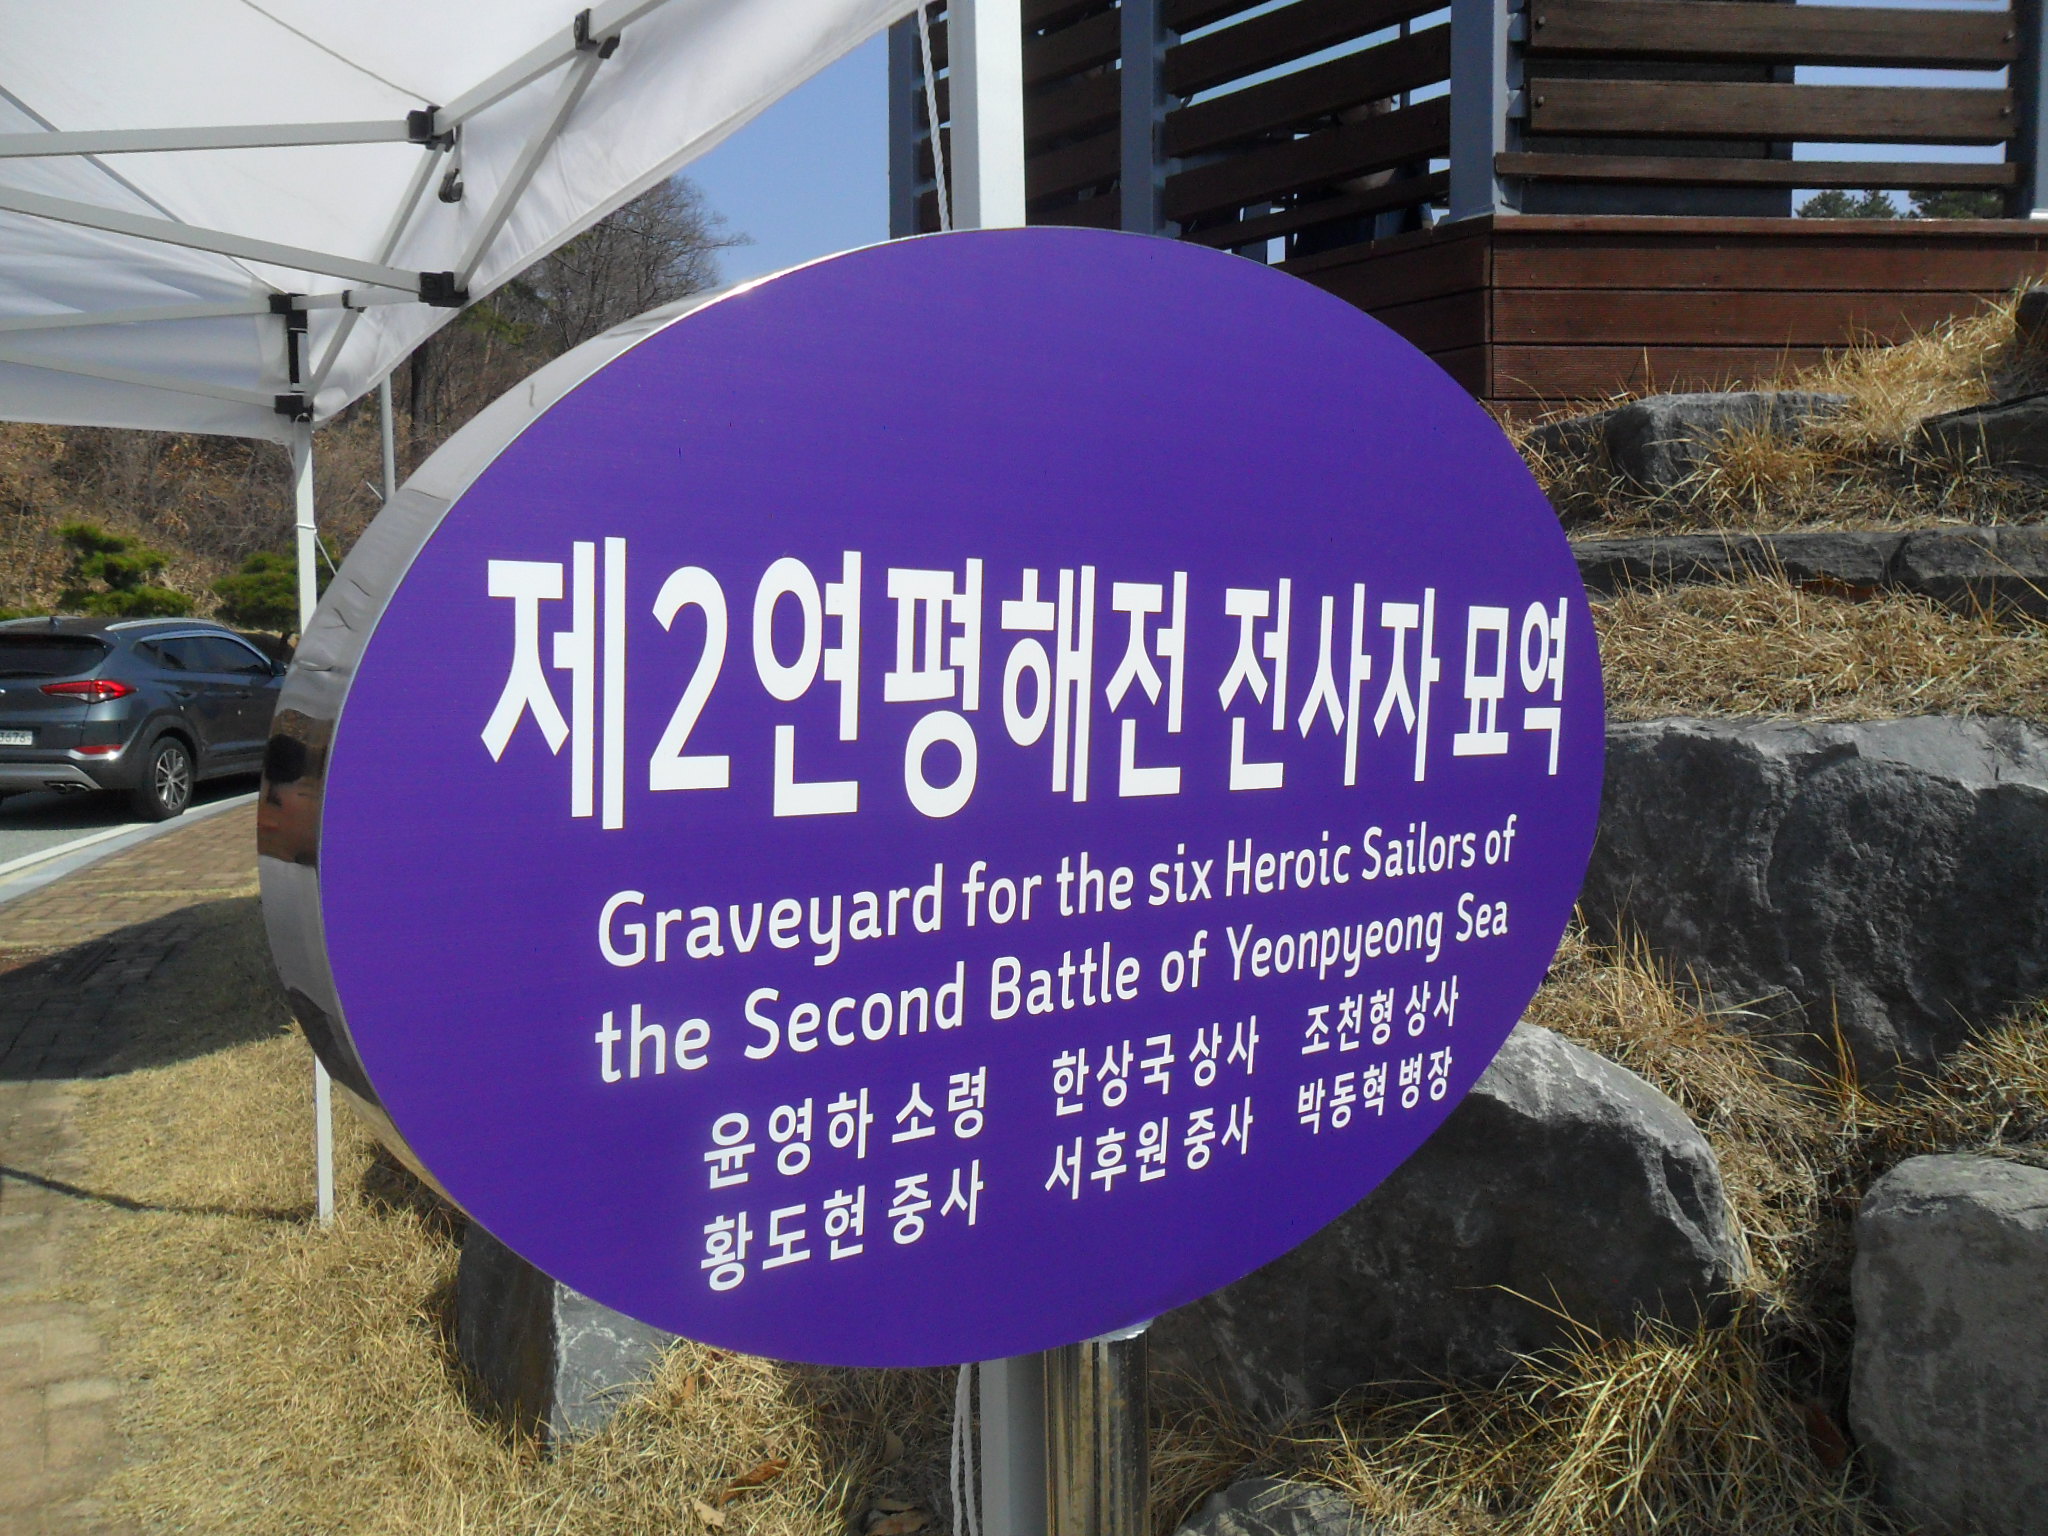 제2연평해전 전사자 묘역
Graveyard for the six Heroic Sailors of
the Second Battle of Yeonpyeong Sea
윤영하 소령 한상국 상사 조천형 상사
황도현 중사 서후원 중사 박동혁 병장